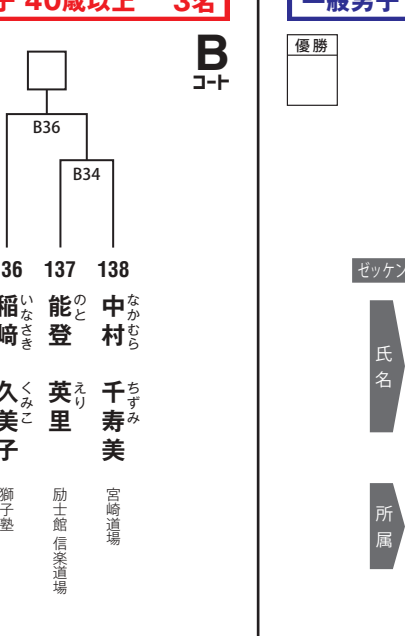 子 40歳以上 3名
B
コート
B36
B34
36 137 138
稲﨑 久美子
いなさき くみこ
獅子塾
能登 英里
のと えり
励士館 信楽道場
中村 千寿美
なかむら ちずみ
宮崎道場
一般男子
優勝
ゼッケン
氏名
所属